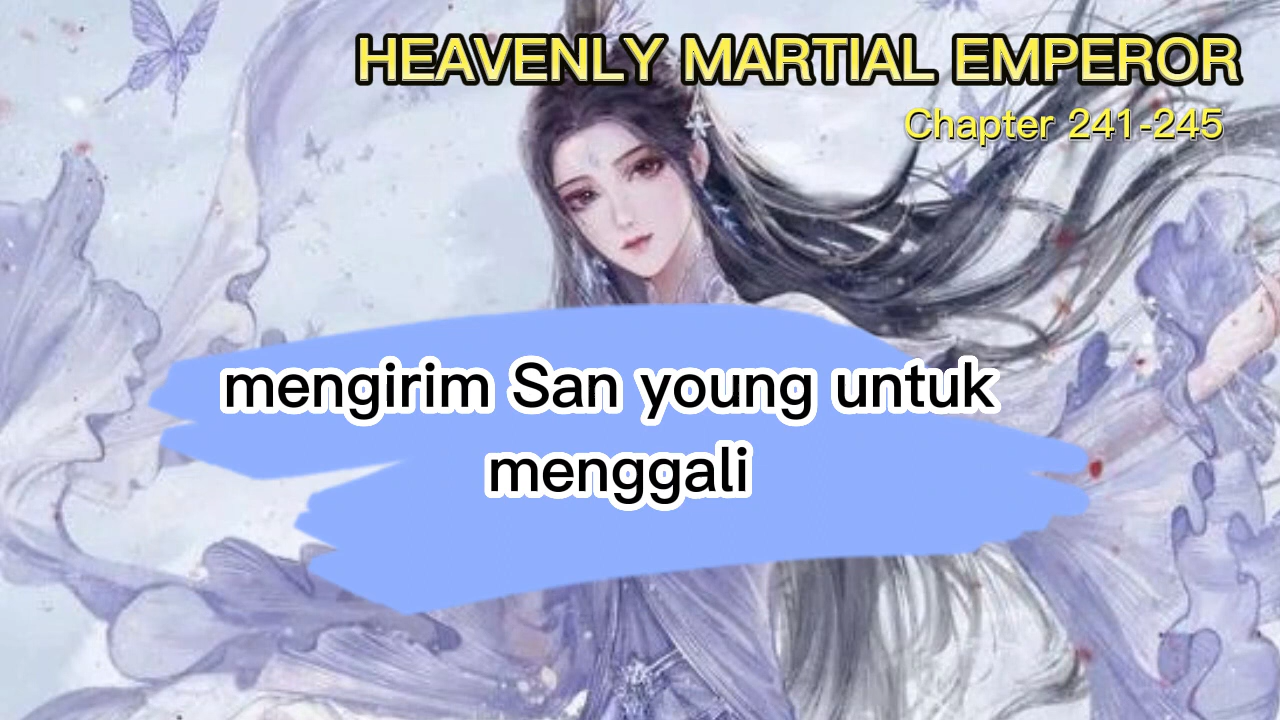 HEAVENLY MARTIAL EMPEROR
Chapter 241-245
mengirim San young untuk
menggali